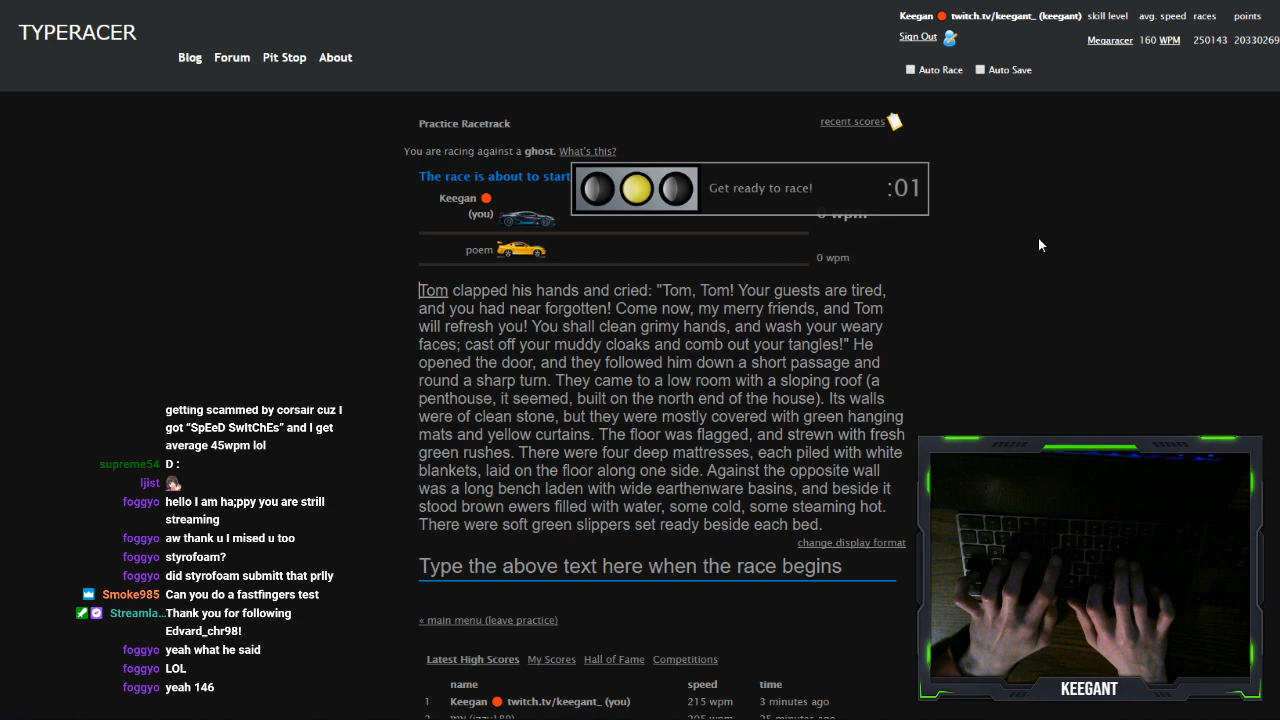 TYPERACER
Blog Forum Pit Stop About
Keegan twitch.tv/keegant_ (keegant) skill level avg. speed races points
Sign Out Megaracer 160 WPM 250143 20330269
Auto Race Auto Save
Practice Racetrack
recent scores
You are racing against a ghost. What's this?
The race is about to start
Get ready to race! :01
Keegan
(you)
0 wpm
poem
0 wpm
Tom clapped his hands and cried: "Tom, Tom! Your guests are tired,
and you had near forgotten! Come now, my merry friends, and Tom
will refresh you! You shall clean grimy hands, and wash your weary
faces; cast off your muddy cloaks and comb out your tangles!" He
opened the door, and they followed him down a short passage and
round a sharp turn. They came to a low room with a sloping roof (a
penthouse, it seemed, built on the north end of the house). Its walls
were of clean stone, but they were mostly covered with green hanging
mats and yellow curtains. The floor was flagged, and strewn with fresh
green rushes. There were four deep mattresses, each piled with white
blankets, laid on the floor along one side. Against the opposite wall
was a long bench laden with wide earthenware basins, and beside it
stood brown ewers filled with water, some cold, some steaming hot.
There were soft green slippers set ready beside each bed.
change display format
Type the above text here when the race begins
« main menu (leave practice)
Latest High Scores My Scores Hall of Fame Competitions
name speed time
1 Keegan twitch.tv/keegant_ (you) 215 wpm 3 minutes ago
getting scammed by corsair cuz I
got “SpEeD SwItChEs” and I get
average 45wpm lol
supreme54 D :
ljist
foggyo hello I am ha;ppy you are strill
streaming
foggyo aw thank u I mised u too
foggyo styrofoam?
foggyo did styrofoam submitt that prlly
Smoke985 Can you do a fastfingers test
Streamla... Thank you for following
Edvard_chr98!
foggyo yeah what he said
foggyo LOL
foggyo yeah 146
KEEGANT